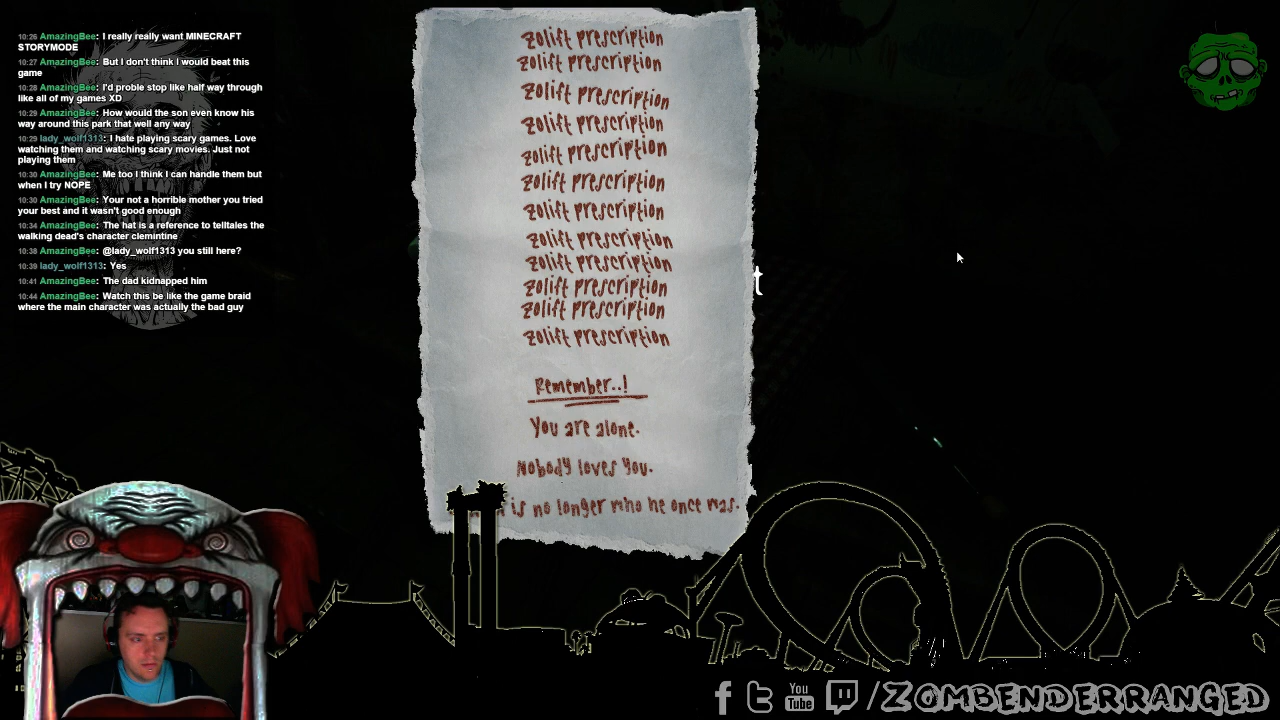 10:26 AmazingBee: I really really want MINECRAFT
STORYMODE
10:27 AmazingBee: But I don't think i would beat this
game
10:28 AmazingBee: I'd proble stop like half way through
like all of my games XD
10:29 AmazingBee: How would the son even know his
way around this park that well any way
10:29 lady_wolf1313: I hate playing scary games. Love
watching them and watching scary movies. Just not
playing them
10:30 AmazingBee: Me too I think I can handle them but
when I try NOPE
10:30 AmazingBee: Your not a horrible mother you tried
your best and it wasn't good enough
10:34 AmazingBee: The hat is a reference to telltales the
walking dead's character clemintine
10:38 AmazingBee: @lady_wolf1313 you still here?
10:39 lady_wolf1313: Yes
10:41 AmazingBee: The dad kidnapped him
10:44 AmazingBee: Watch this be like the game braid
where the main character was actually the bad guy
Zolift prescription
Zolift prescription
Zolift prescription
Zolift prescription
Zolift prescription
Zolift prescription
Zolift prescription
Zolift prescription
Zolift prescription
Zolift prescription
Zolift prescription
Zolift prescription
Remember..!
You are alone.
Nobody loves you.
is no longer who he once was.
t
f t You Tube /ZOMBENDERRANGED